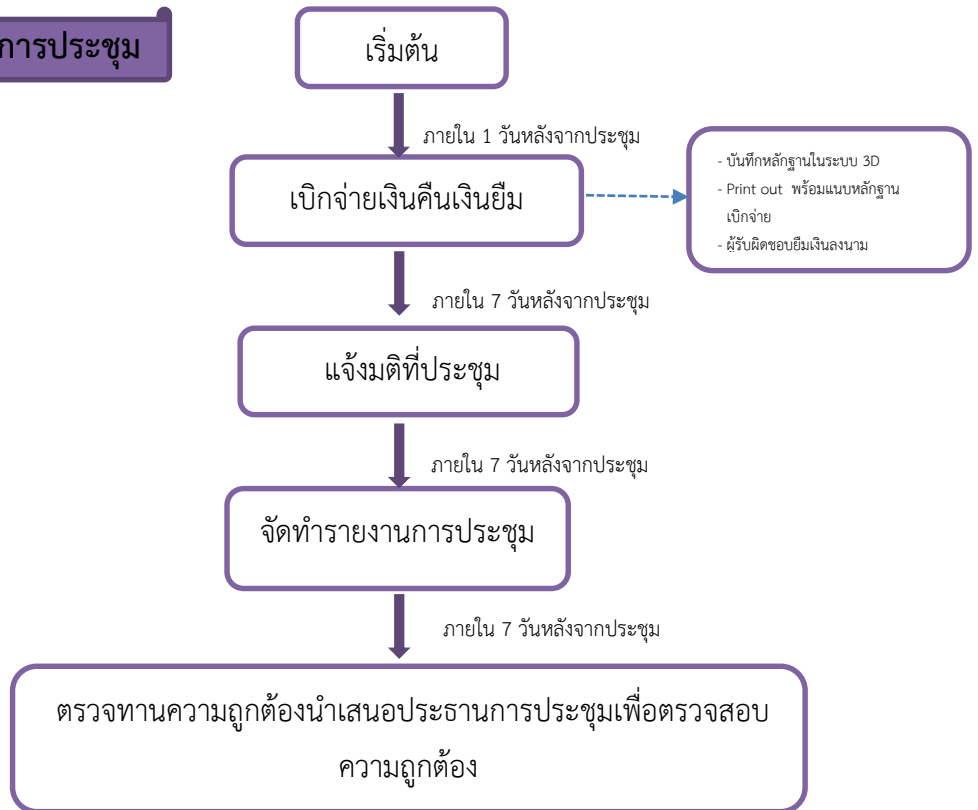 การประชุม
เริ่มต้น
ภายใน 1 วันหลังจากประชุม
เบิกจ่ายเงินคืนเงินยืม
- บันทึกหลักฐานในระบบ 3D
- Print out พร้อมแนบหลักฐาน
เบิกจ่าย
- ผู้รับผิดชอบยืมเงินลงนาม
ภายใน 7 วันหลังจากประชุม
แจ้งมติที่ประชุม
ภายใน 7 วันหลังจากประชุม
จัดทำรายงานการประชุม
ภายใน 7 วันหลังจากประชุม
ตรวจทานความถูกต้องนำเสนอประธานการประชุมเพื่อตรวจสอบ
ความถูกต้อง